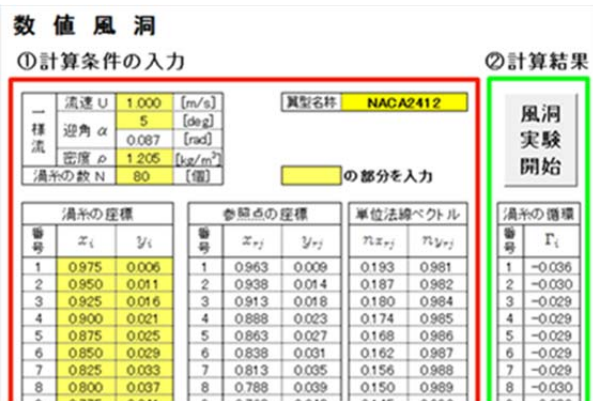 数値風洞
①計算条件の入力
②計算結果
一様流 流速 U 1.000 [m/s]
迎角 α 5 [deg]
0.087 [rad]
密度 ρ 1.205 [kg/m³]
渦糸の数 N 80 [個]
翼型名称 NACA2412
の部分を入力
風洞
実験
開始
渦糸の座標 参照点の座標 単位法線ベクトル 渦糸の循環
番号 xᵢ yᵢ 番号 xᵣⱼ yᵣⱼ nxᵣⱼ nyᵣⱼ 番号 Γᵢ
1 0.975 0.006 1 0.963 0.009 0.193 0.981 1 -0.036
2 0.950 0.011 2 0.938 0.014 0.187 0.982 2 -0.030
3 0.925 0.016 3 0.913 0.018 0.180 0.984 3 -0.029
4 0.900 0.021 4 0.888 0.023 0.174 0.985 4 -0.029
5 0.875 0.025 5 0.863 0.027 0.168 0.986 5 -0.029
6 0.850 0.029 6 0.838 0.031 0.162 0.987 6 -0.029
7 0.825 0.033 7 0.813 0.035 0.156 0.988 7 -0.029
8 0.800 0.037 8 0.788 0.039 0.150 0.989 8 -0.030